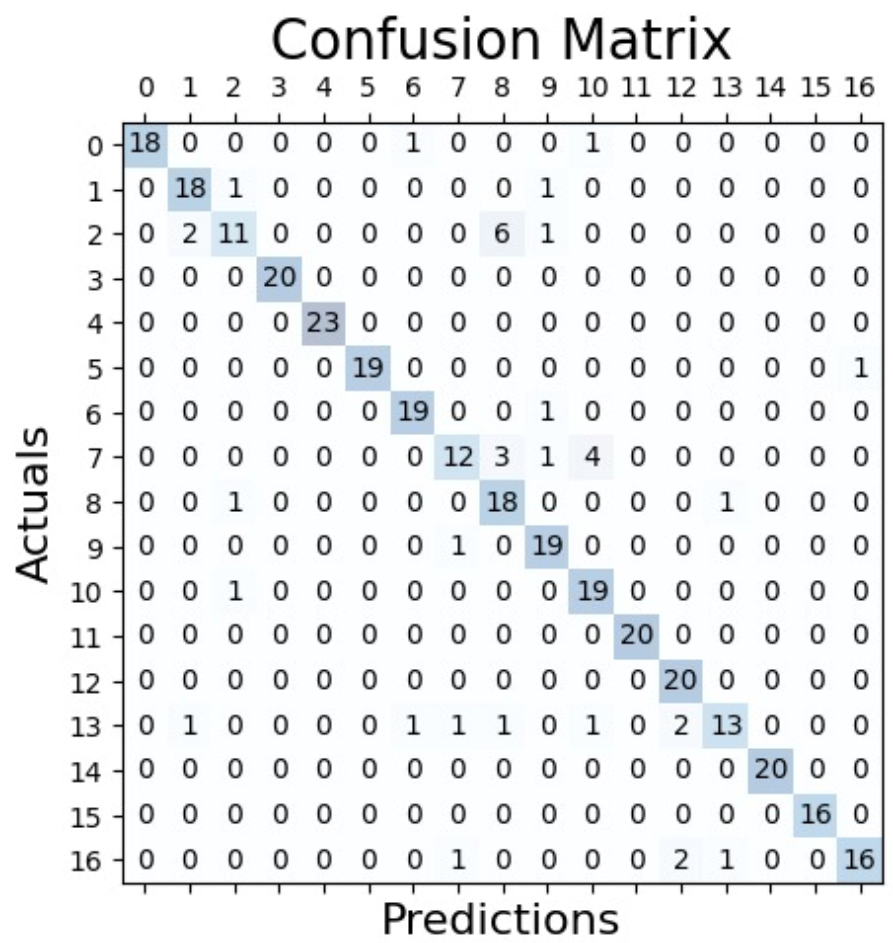 Confusion Matrix
0 1 2 3 4 5 6 7 8 9 10 11 12 13 14 15 16
0 18 0 0 0 0 0 1 0 0 0 1 0 0 0 0 0 0
1 0 18 1 0 0 0 0 0 0 1 0 0 0 0 0 0 0
2 0 2 11 0 0 0 0 0 6 1 0 0 0 0 0 0 0
3 0 0 0 20 0 0 0 0 0 0 0 0 0 0 0 0 0
4 0 0 0 0 23 0 0 0 0 0 0 0 0 0 0 0 0
5 0 0 0 0 0 19 0 0 0 0 0 0 0 0 0 0 1
6 0 0 0 0 0 0 19 0 0 1 0 0 0 0 0 0 0
7 0 0 0 0 0 0 0 12 3 1 4 0 0 0 0 0 0
8 0 0 1 0 0 0 0 0 18 0 0 0 0 1 0 0 0
9 0 0 0 0 0 0 0 1 0 19 0 0 0 0 0 0 0
10 0 0 1 0 0 0 0 0 0 0 19 0 0 0 0 0 0
11 0 0 0 0 0 0 0 0 0 0 0 20 0 0 0 0 0
12 0 0 0 0 0 0 0 0 0 0 0 0 20 0 0 0 0
13 0 1 0 0 0 0 1 1 1 0 1 0 2 13 0 0 0
14 0 0 0 0 0 0 0 0 0 0 0 0 0 0 20 0 0
15 0 0 0 0 0 0 0 0 0 0 0 0 0 0 0 16 0
16 0 0 0 0 0 0 0 1 0 0 0 0 2 1 0 0 16
Actuals
Predictions